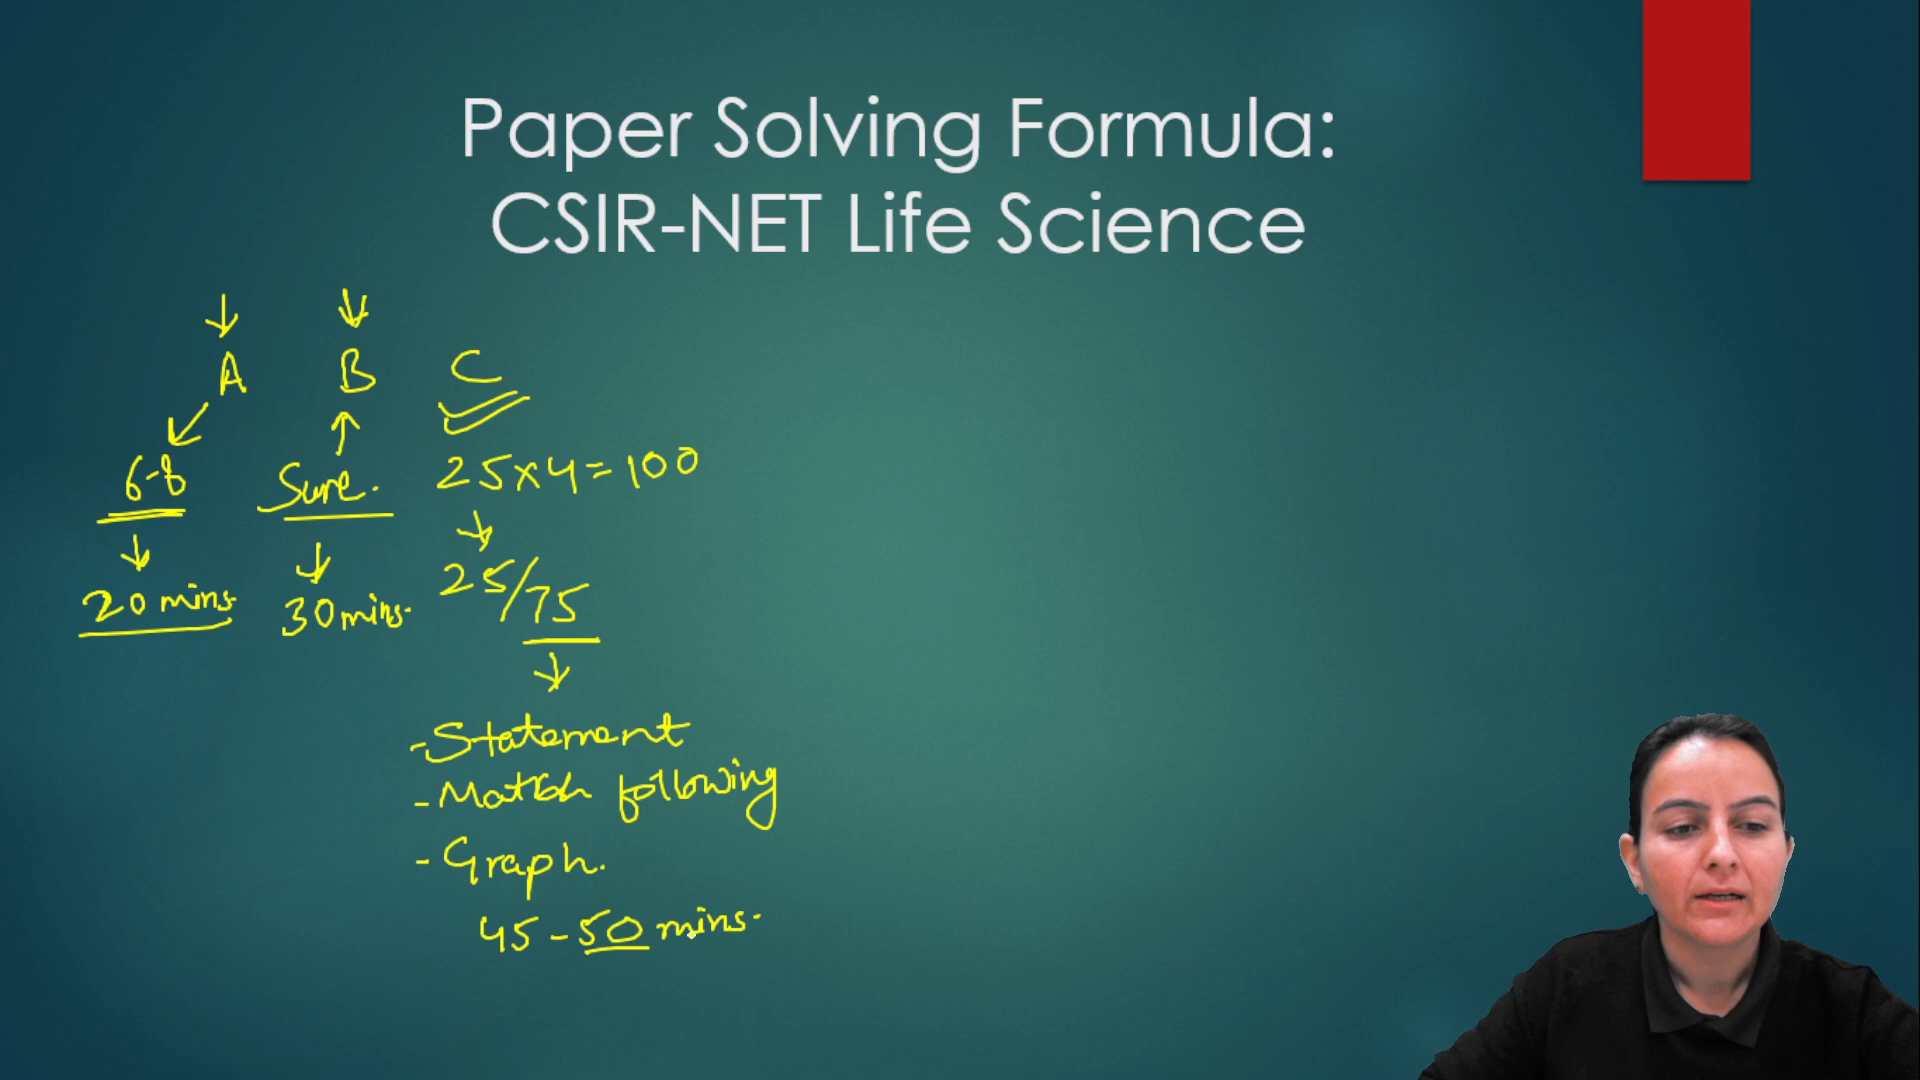 Paper Solving Formula:
CSIR-NET Life Science
A B C
6-8 Sure. 25x4=100
20 mins. 30 mins. 25/75
-Statement
-Match following
-Graph.
45-50 mins.